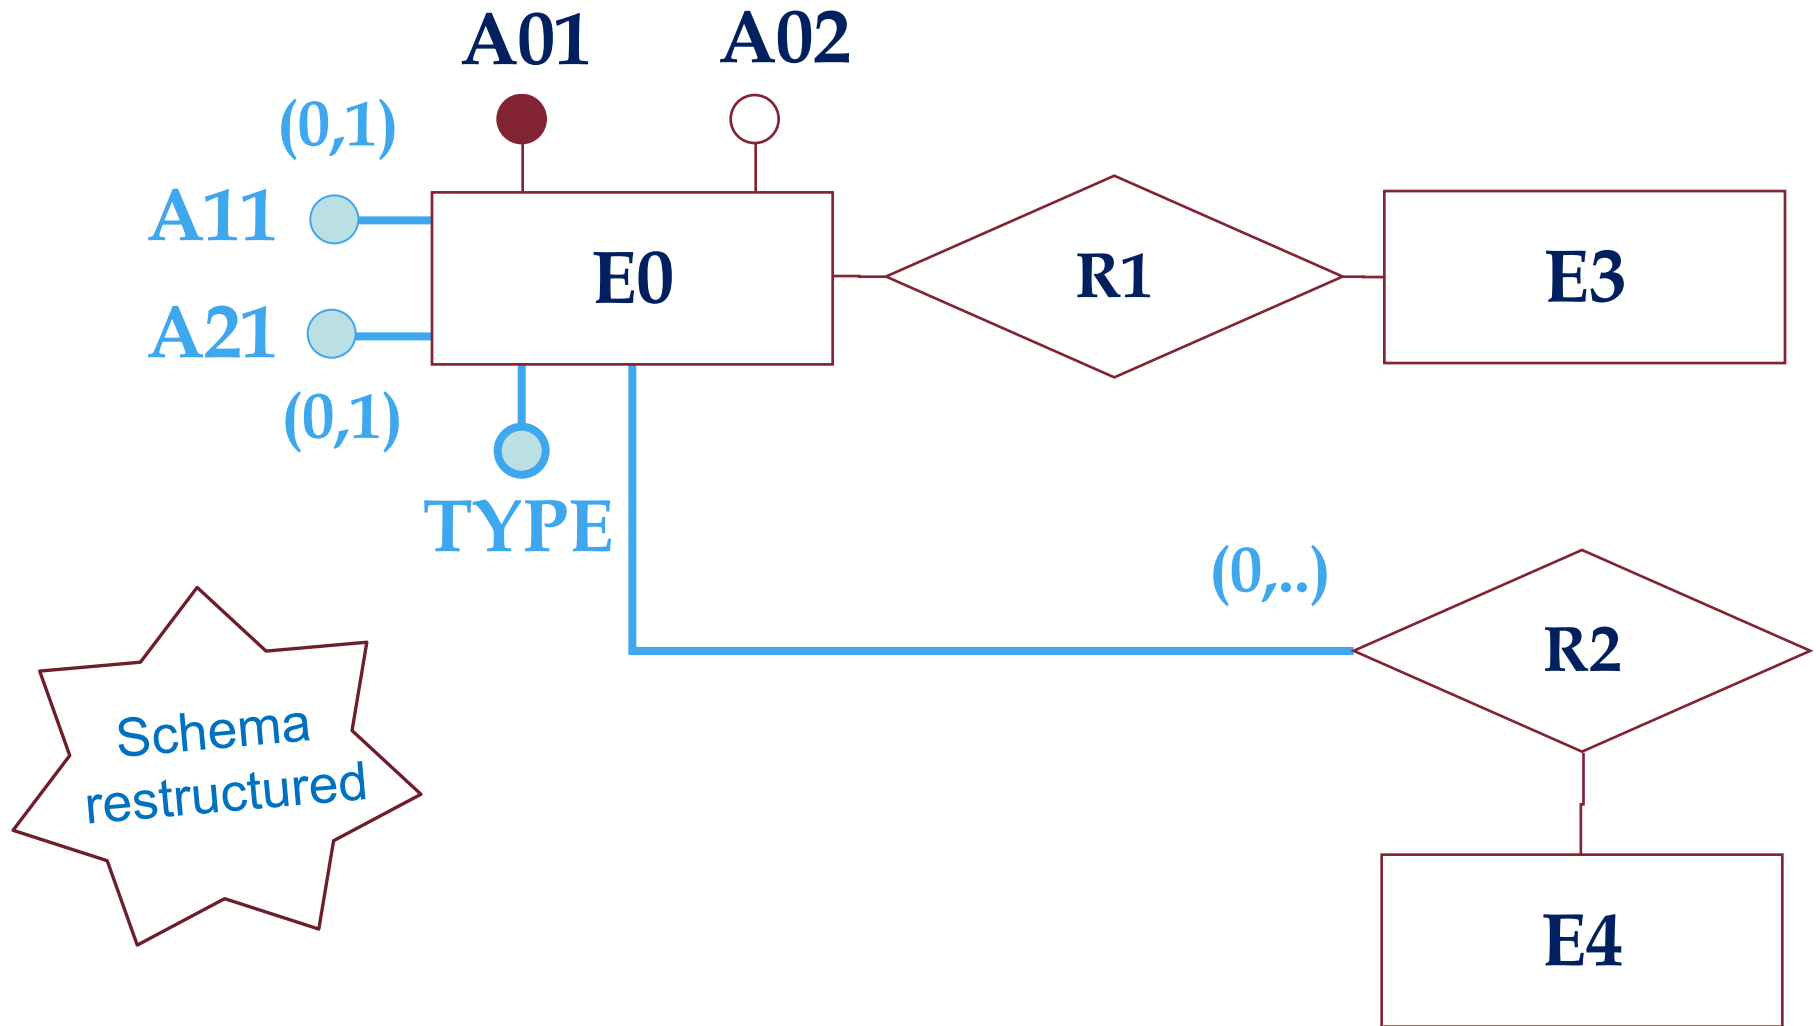 A01
A02
(0,1)
A11
E0
R1
E3
A21
(0,1)
TYPE
(0,..)
R2
Schema
restructured
E4